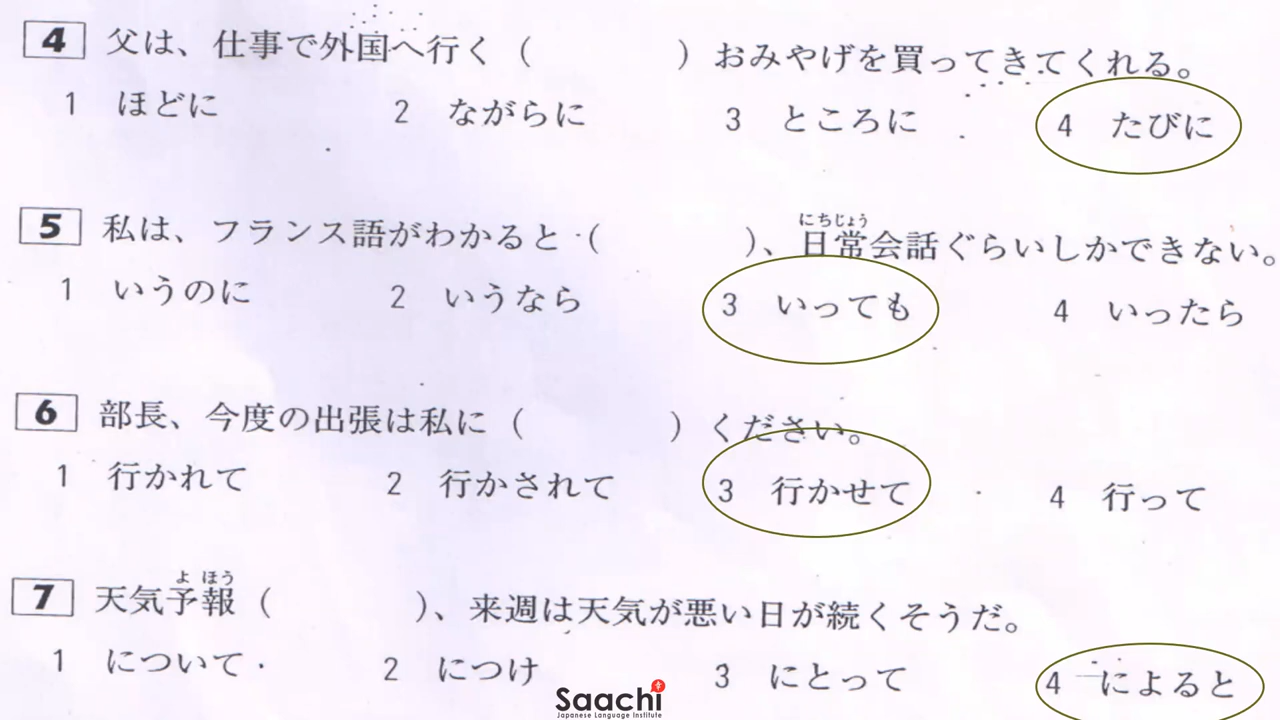 4 父は、仕事で外国へ行く( )おみやげを買ってきてくれる。
1 ほどに 2 ながらに 3 ところに 4 たびに
にちじょう
5 私は、フランス語がわかると( )、日常会話ぐらいしかできない。
1 いうのに 2 いうなら 3 いっても 4 いったら
6 部長、今度の出張は私に( )ください。
1 行かれて 2 行かされて 3 行かせて 4 行って
よほう
7 天気予報( )、来週は天気が悪い日が続くそうだ。
1 について 2 につけ 3 にとって 4 によると
Saachi
Japanese Language Institute